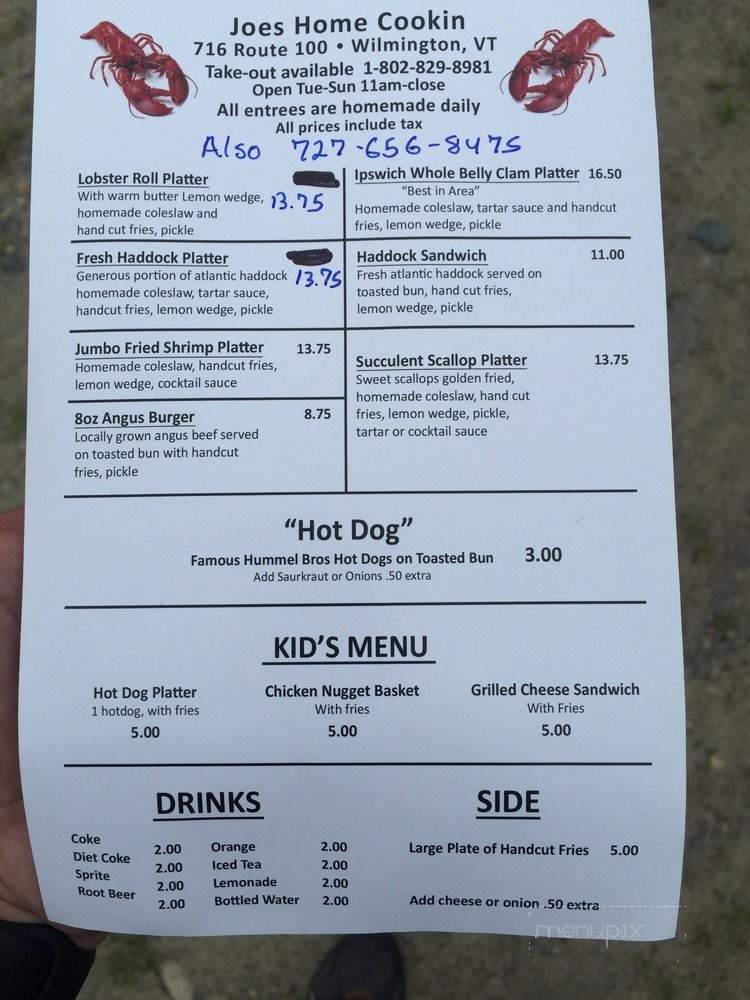 Joes Home Cookin
716 Route 100 • Wilmington, VT
Take-out available 1-802-829-8981
Open Tue-Sun 11am-close
All entrees are homemade daily
All prices include tax
Also 727-656-8475
Lobster Roll Platter
With warm butter Lemon wedge, 13.75
homemade coleslaw and
hand cut fries, pickle
Ipswich Whole Belly Clam Platter 16.50
"Best in Area"
Homemade coleslaw, tartar sauce and handcut
fries, lemon wedge, pickle
Fresh Haddock Platter
Generous portion of atlantic haddock 13.75
homemade coleslaw, tartar sauce,
handcut fries, lemon wedge, pickle
Haddock Sandwich 11.00
Fresh atlantic haddock served on
toasted bun, hand cut fries,
lemon wedge, pickle
Jumbo Fried Shrimp Platter 13.75
Homemade coleslaw, handcut fries,
lemon wedge, cocktail sauce
Succulent Scallop Platter 13.75
Sweet scallops golden fried,
homemade coleslaw, hand cut
fries, lemon wedge, pickle,
tartar or cocktail sauce
8oz Angus Burger 8.75
Locally grown angus beef served
on toasted bun with handcut
fries, pickle
"Hot Dog"
Famous Hummel Bros Hot Dogs on Toasted Bun 3.00
Add Saurkraut or Onions .50 extra
KID'S MENU
Hot Dog Platter
1 hotdog, with fries
5.00
Chicken Nugget Basket
With fries
5.00
Grilled Cheese Sandwich
With Fries
5.00
DRINKS
Coke 2.00
Diet Coke 2.00
Sprite 2.00
Root Beer 2.00
Orange 2.00
Iced Tea 2.00
Lemonade 2.00
Bottled Water 2.00
SIDE
Large Plate of Handcut Fries 5.00
Add cheese or onion .50 extra
menupix